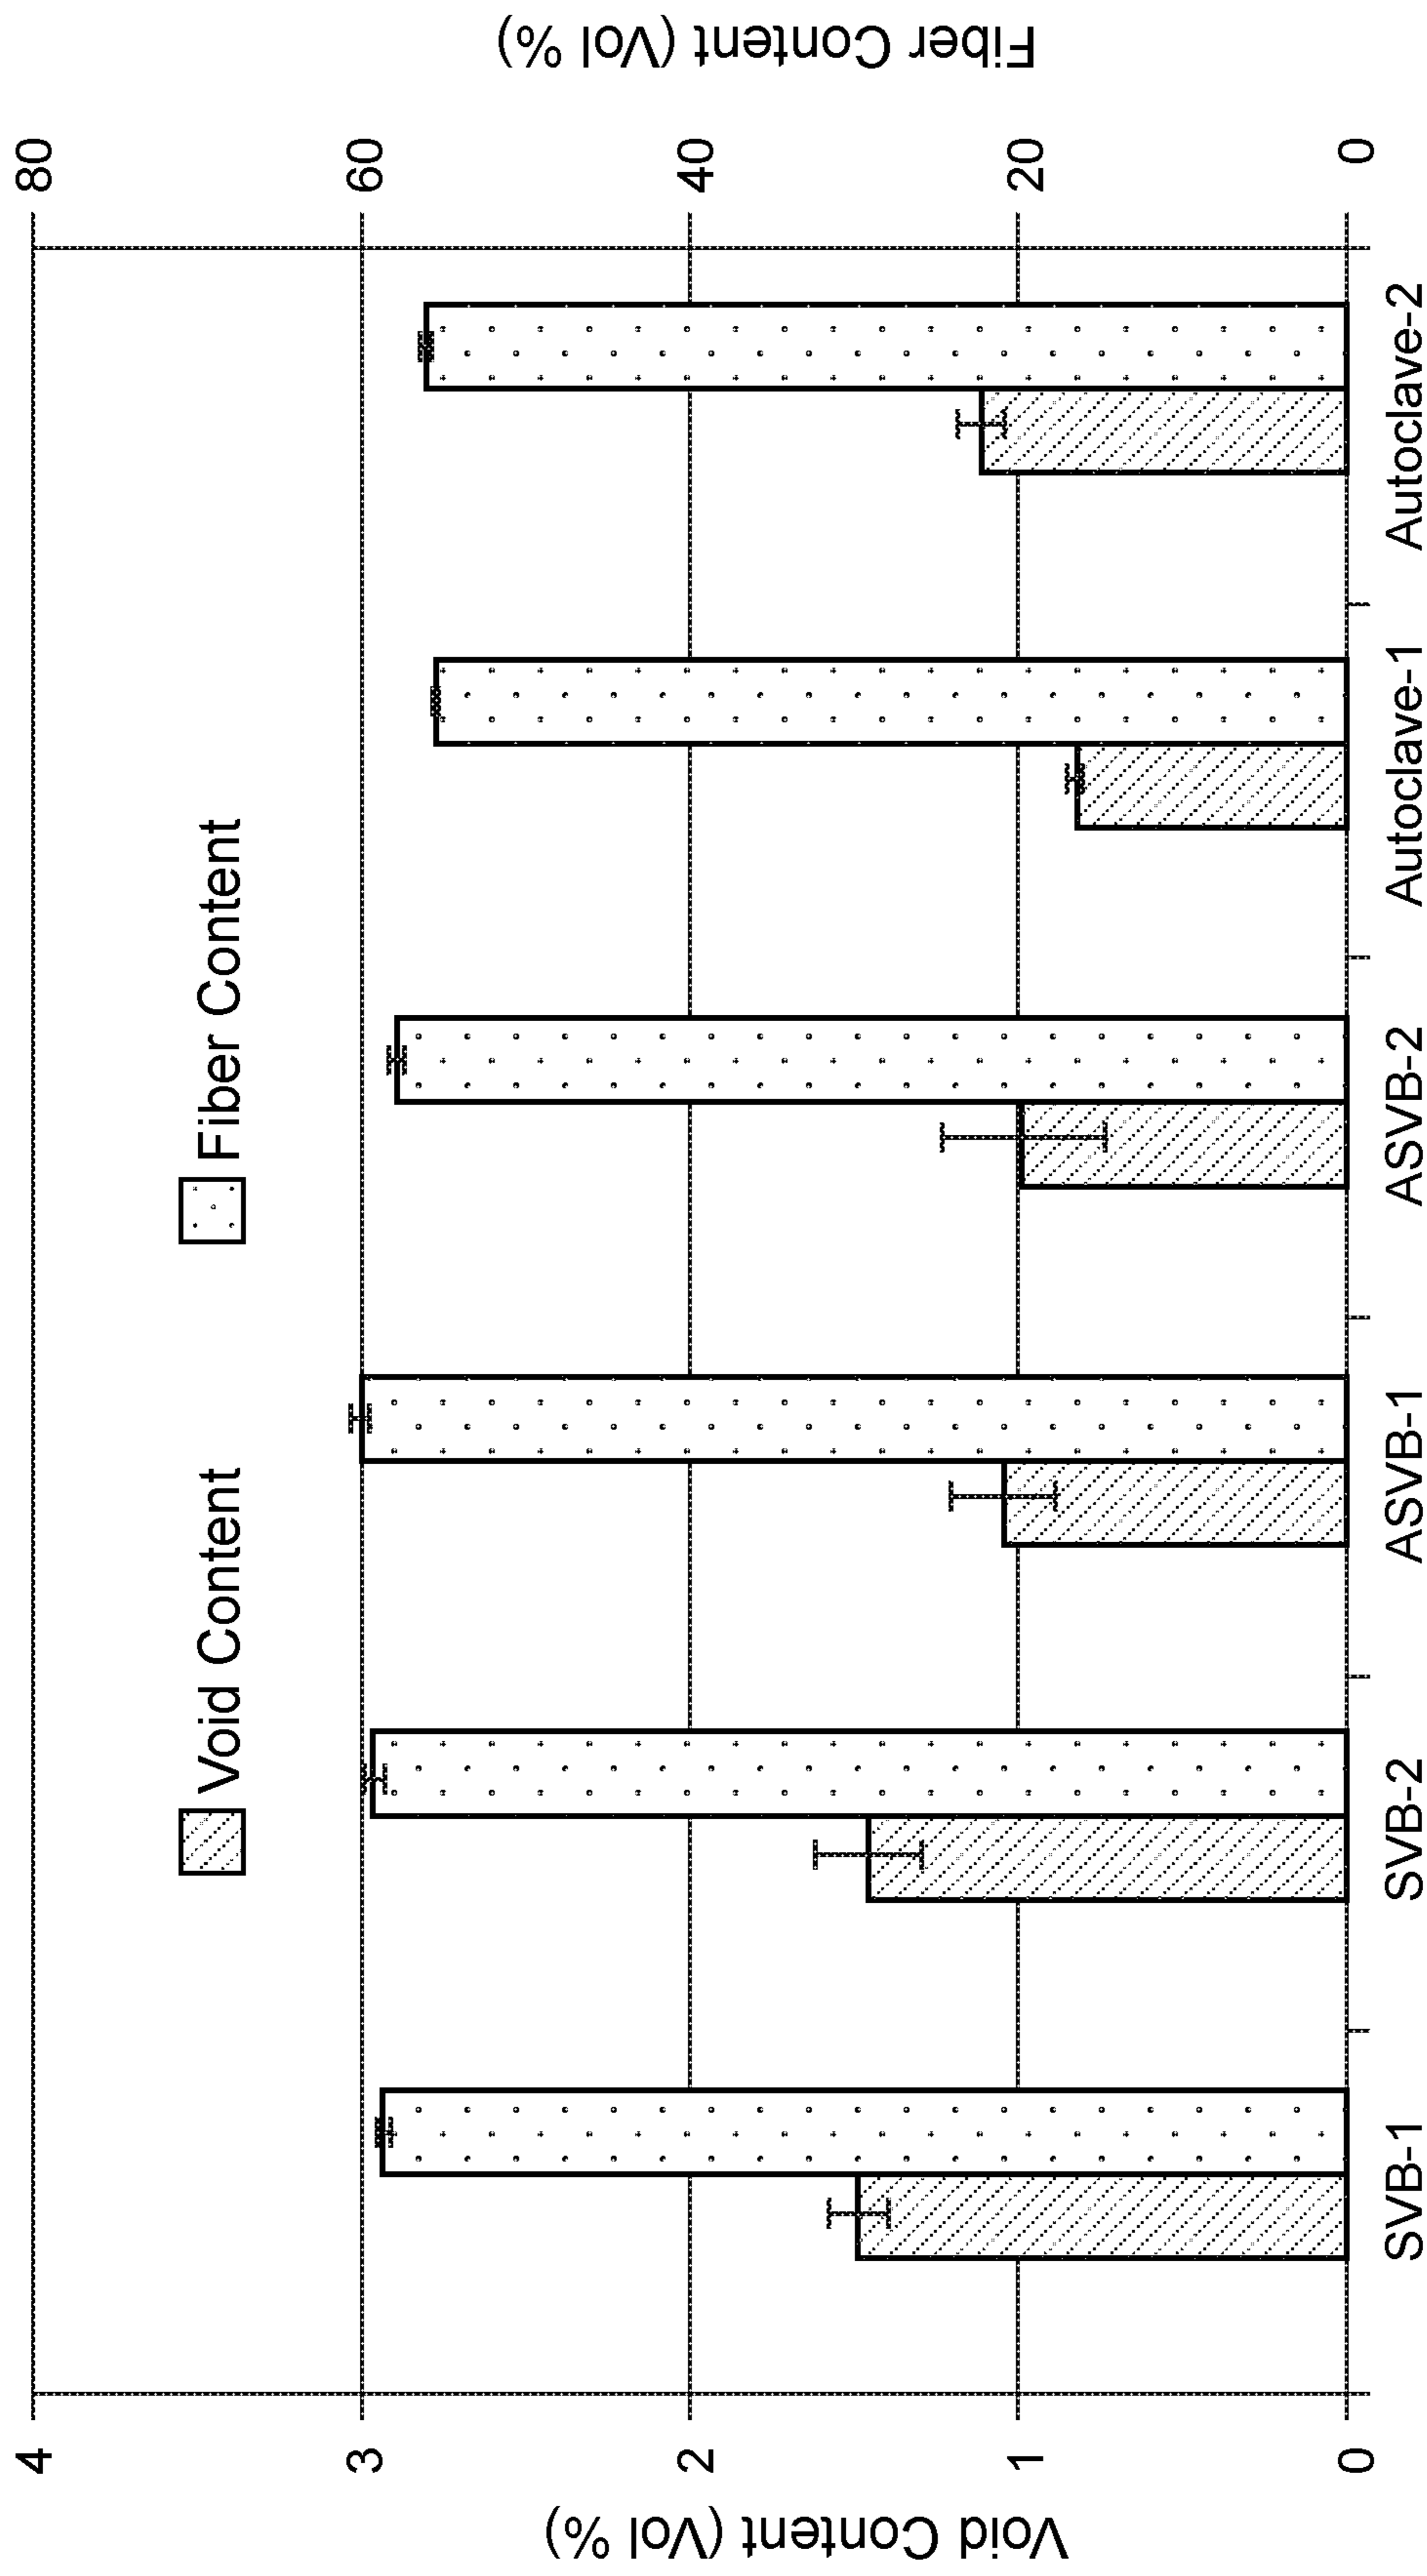 Void Content
Fiber Content
4
3
2
1
0
Void Content (Vol %)
80
60
40
20
0
Fiber Content (Vol %)
SVB-1
SVB-2
ASVB-1
ASVB-2
Autoclave-1
Autoclave-2